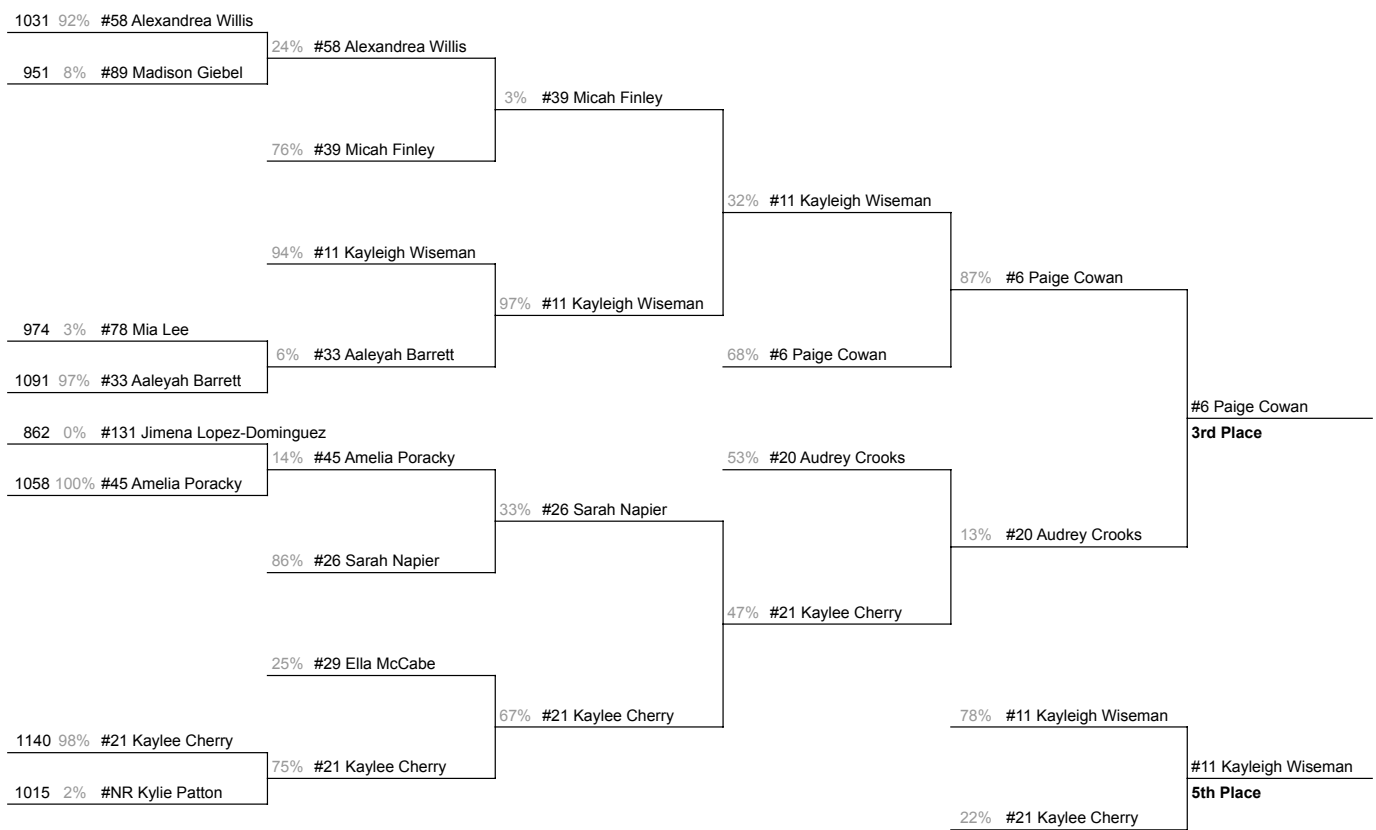 1031 92% #58 Alexandrea Willis
24% #58 Alexandrea Willis
951 8% #89 Madison Giebel
3% #39 Micah Finley
76% #39 Micah Finley
32% #11 Kayleigh Wiseman
94% #11 Kayleigh Wiseman
87% #6 Paige Cowan
97% #11 Kayleigh Wiseman
974 3% #78 Mia Lee
6% #33 Aaleyah Barrett
68% #6 Paige Cowan
1091 97% #33 Aaleyah Barrett
#6 Paige Cowan
3rd Place
862 0% #131 Jimena Lopez-Dominguez
14% #45 Amelia Poracky
53% #20 Audrey Crooks
1058 100% #45 Amelia Poracky
33% #26 Sarah Napier
13% #20 Audrey Crooks
86% #26 Sarah Napier
47% #21 Kaylee Cherry
25% #29 Ella McCabe
67% #21 Kaylee Cherry
78% #11 Kayleigh Wiseman
1140 98% #21 Kaylee Cherry
75% #21 Kaylee Cherry
#11 Kayleigh Wiseman
5th Place
1015 2% #NR Kylie Patton
22% #21 Kaylee Cherry